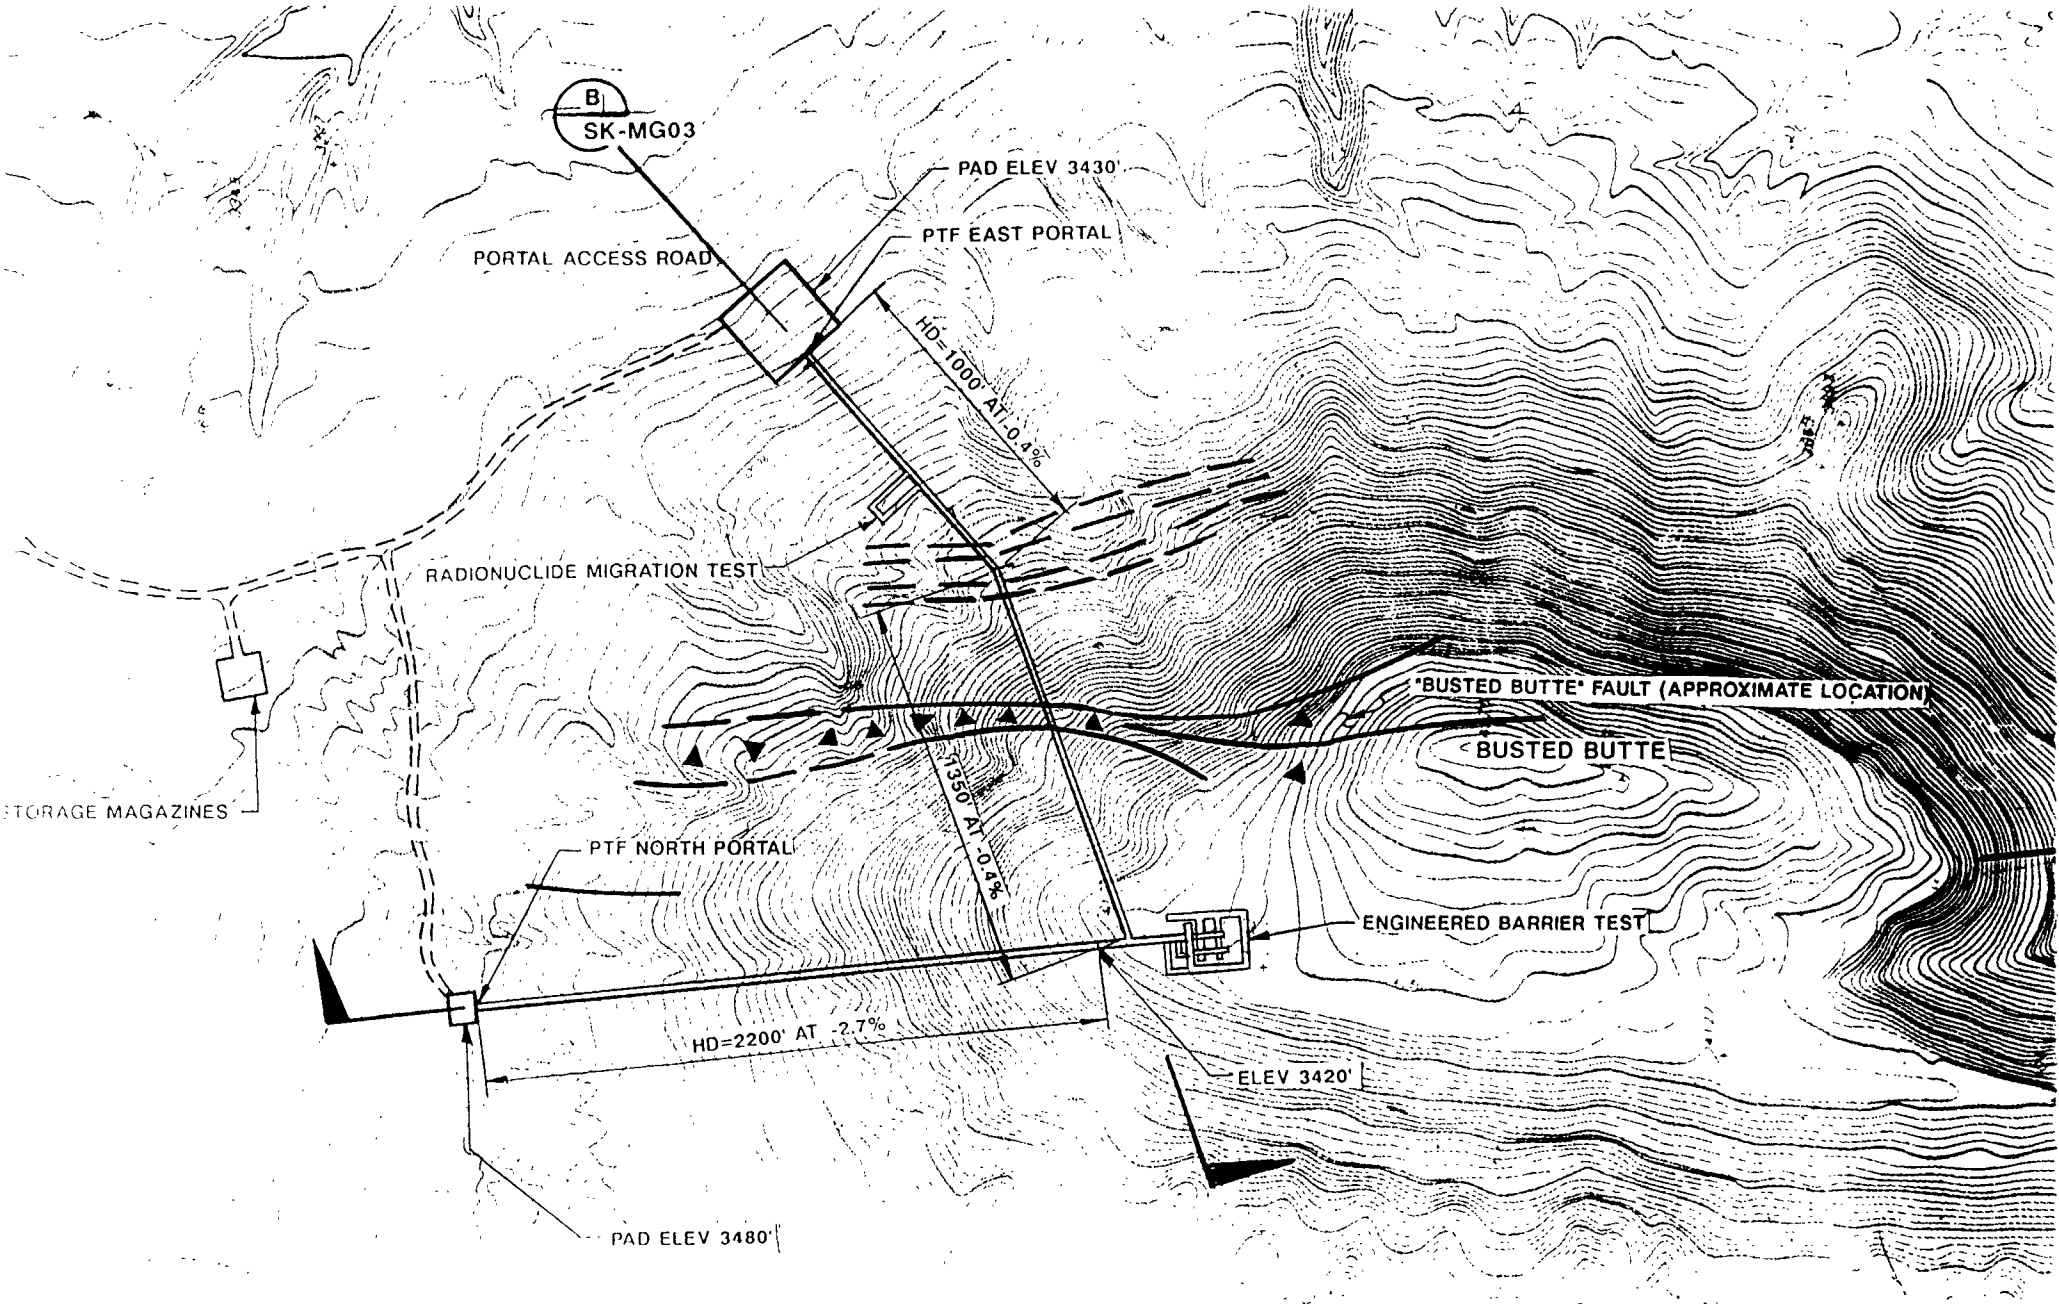 B
SK-MG03
PAD ELEV 3430'
PTF EAST PORTAL
PORTAL ACCESS ROAD
HD=1000' AT -0.4%
RADIONUCLIDE MIGRATION TEST
"BUSTED BUTTE" FAULT (APPROXIMATE LOCATION)
BUSTED BUTTE
STORAGE MAGAZINES
1350' AT -0.4%
PTF NORTH PORTAL
ENGINEERED BARRIER TEST
HD=2200' AT -2.7%
ELEV 3420'
PAD ELEV 3480'